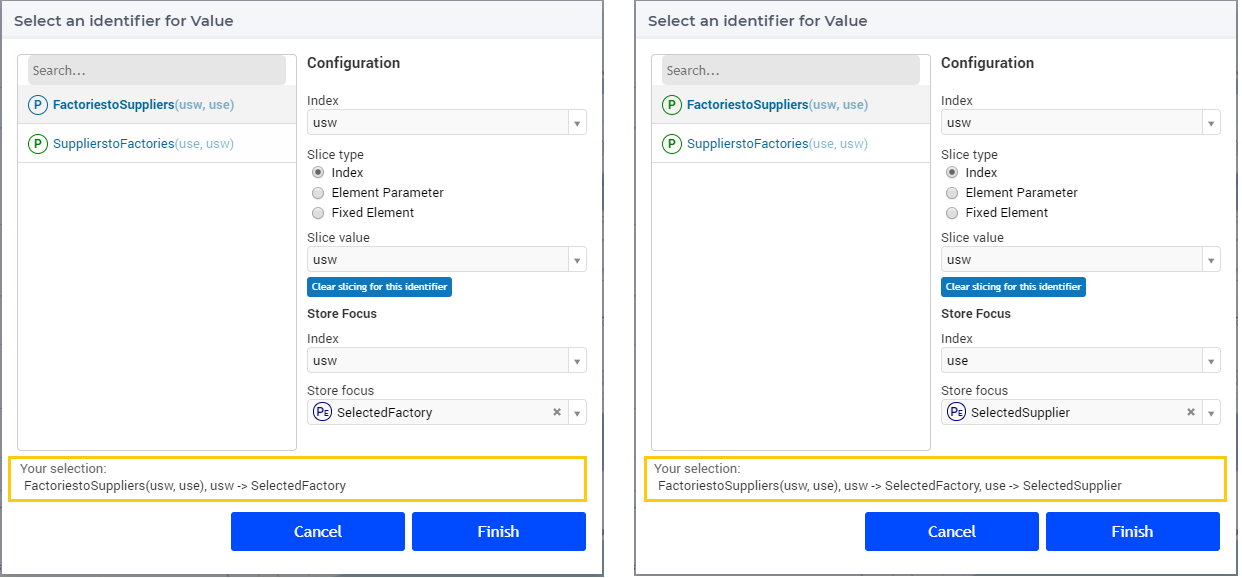 Select an identifier for Value
Search...
P FactoriestoSuppliers(usw, use)
P SupplierstoFactories(use, usw)
Configuration
Index
usw
Slice type
Index
Element Parameter
Fixed Element
Slice value
usw
Clear slicing for this identifier
Store Focus
Index
usw
Store focus
PE SelectedFactory
Your selection:
FactoriestoSuppliers(usw, use), usw -> SelectedFactory
Cancel
Finish
Select an identifier for Value
Search...
P FactoriestoSuppliers(usw, use)
P SupplierstoFactories(use, usw)
Configuration
Index
usw
Slice type
Index
Element Parameter
Fixed Element
Slice value
usw
Clear slicing for this identifier
Store Focus
Index
use
Store focus
PE SelectedSupplier
Your selection:
FactoriestoSuppliers(usw, use), usw -> SelectedFactory, use -> SelectedSupplier
Cancel
Finish